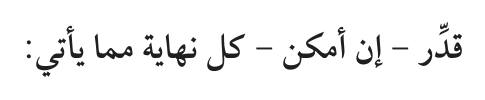 قدِّر – إن أمكن – كل نهاية مما يأتي: